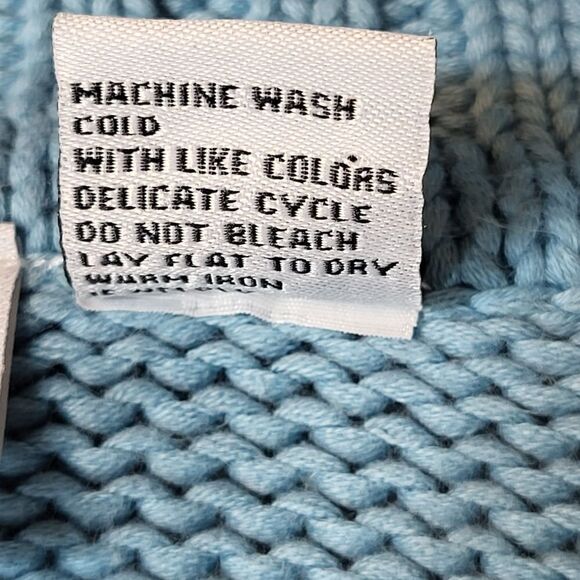 MACHINE WASH
COLD
WITH LIKE COLORS
DELICATE CYCLE
DO NOT BLEACH
LAY FLAT TO DRY
WARM IRON